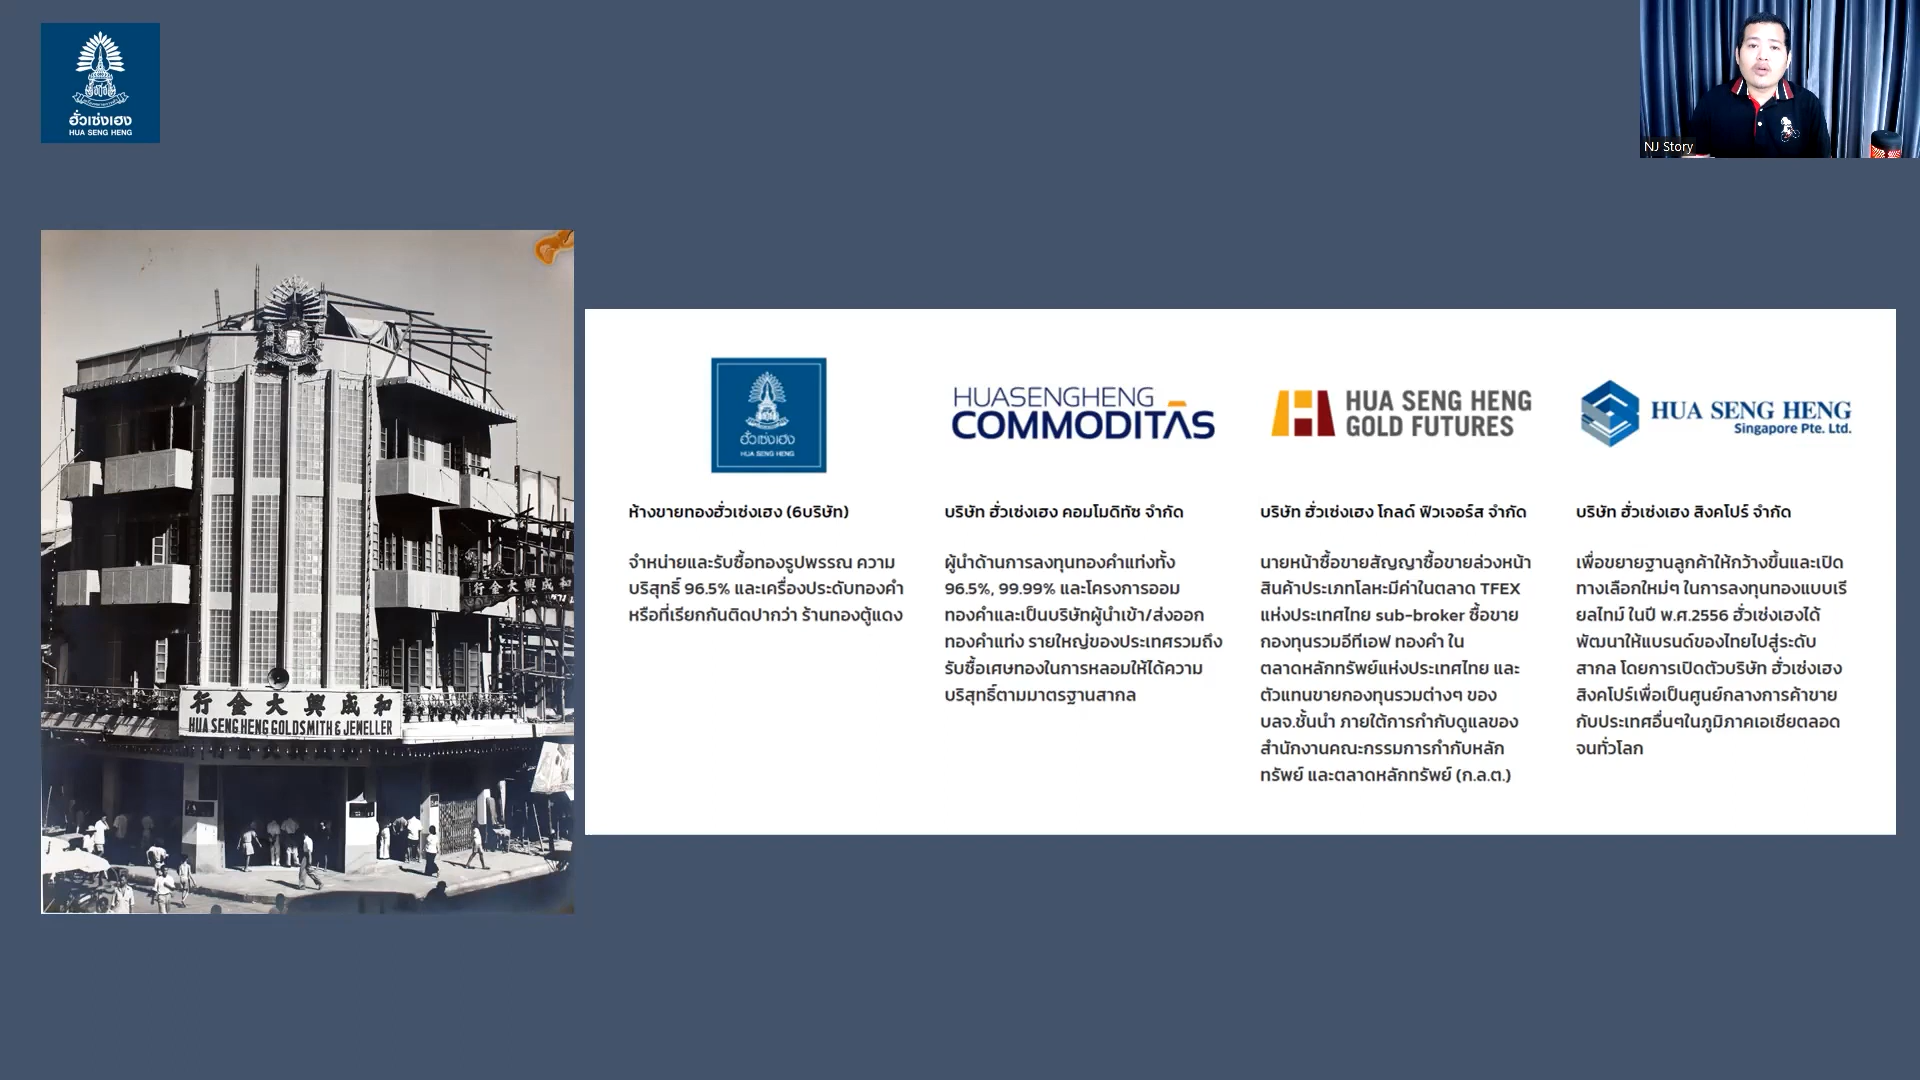 ฮั่วเซ่งเฮง
HUA SENG HENG
NJ Story
行金大興成和
HUA SENG HENG GOLDSMITH & JEWELLER
行金大興成和
ฮั่วเซ่งเฮง
HUA SENG HENG
ห้างขายทองฮั่วเซ่งเฮง (6บริษัท)
จำหน่ายและรับซื้อทองรูปพรรณ ความ
บริสุทธิ์ 96.5% และเครื่องประดับทองคำ
หรือที่เรียกกันติดปากว่า ร้านทองตู้แดง
HUASENGHENG
COMMODITĀS
บริษัท ฮั่วเซ่งเฮง คอมโมดิทัซ จำกัด
ผู้นำด้านการลงทุนทองคำแท่งทั้ง
96.5%, 99.99% และโครงการออม
ทองคำและเป็นบริษัทผู้นำเข้า/ส่งออก
ทองคำแท่ง รายใหญ่ของประเทศรวมถึง
รับซื้อเศษทองในการหลอมให้ได้ความ
บริสุทธิ์ตามมาตรฐานสากล
HUA SENG HENG
GOLD FUTURES
บริษัท ฮั่วเซ่งเฮง โกลด์ ฟิวเจอร์ส จำกัด
นายหน้าซื้อขายสัญญาซื้อขายล่วงหน้า
สินค้าประเภทโลหะมีค่าในตลาด TFEX
แห่งประเทศไทย sub-broker ซื้อขาย
กองทุนรวมอีทีเอฟ ทองคำ ใน
ตลาดหลักทรัพย์แห่งประเทศไทย และ
ตัวแทนขายกองทุนรวมต่างๆ ของ
บลจ.ชั้นนำ ภายใต้การกำกับดูแลของ
สำนักงานคณะกรรมการกำกับหลัก
ทรัพย์ และตลาดหลักทรัพย์ (ก.ล.ต.)
HUA SENG HENG
Singapore Pte. Ltd.
บริษัท ฮั่วเซ่งเฮง สิงคโปร์ จำกัด
เพื่อขยายฐานลูกค้าให้กว้างขึ้นและเปิด
ทางเลือกใหม่ๆ ในการลงทุนทองแบบเรี
ยลไทม์ ในปี พ.ศ.2556 ฮั่วเซ่งเฮงได้
พัฒนาให้แบรนด์ของไทยไปสู่ระดับ
สากล โดยการเปิดตัวบริษัท ฮั่วเซ่งเฮง
สิงคโปร์เพื่อเป็นศูนย์กลางการค้าขาย
กับประเทศอื่นๆในภูมิภาคเอเชียตลอด
จนทั่วโลก